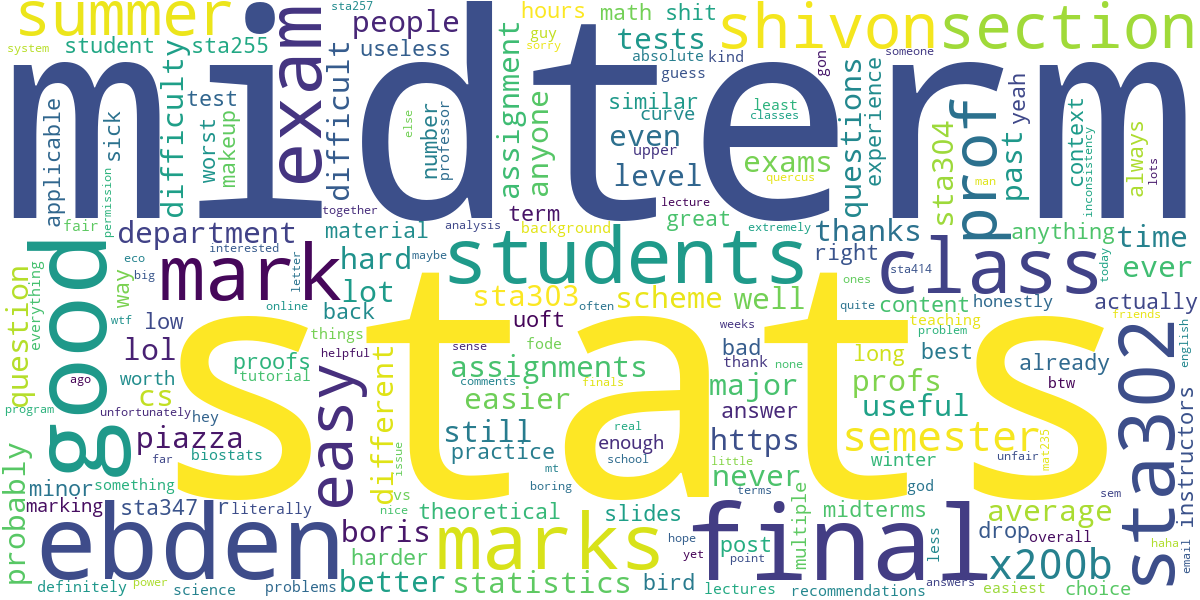 summer
sta257
people
hours
math
shit
shivon
section
system
student
sta255
exam
useless
guy
sorry
tests
absolute
kind
gon
someone
midterm
difficulty
test
worst
makeup
applicable
sick
permission
difficult
number
professor
else
assignment
anyone
similar
guess
curve
least
classes
even
upper
level
exams
quercus
questions
experience
sta304
prof
man
past
yeah
context
inconsistency
always
lots
fair
together
lecture
term
great
extremely
department
interested
material
analysis
background
thanks
anything
time
good
mark
hard
maybe
students
right
class
sta414
today
ever
question
everything
eco
big
way
letter
lot
sta303
scheme
well
content
ones
quite
often
honestly
actually
wtf
low
online
back
uoft
weeks
teaching
friends
stats
lol
things
sense
fode
bad
problem
english
proofs
helpful
different
assignments
thank
none
long
best
already
ago
worth
tutorial
easy
comments
finals
major
profs
btw
sta302
program
unfortunately
cs
hey
easier
real
answer
useful
piazza
still
enough
https
semester
mat235
instructors
far
biostats
issue
practice
school
never
little
winter
unfair
probably
minor
something
vs
mt
boring
terms
god
sem
marking
sta347
r
literally
nice
theoretical
slides
multiple
midterms
average
ebden
boris
marks
hope
yet
post
final
less
drop
overall
haha
email
harder
point
x200b
definitely
power
science
problems
better
statistics
bird
lectures
recommendations
answers
easiest
choice